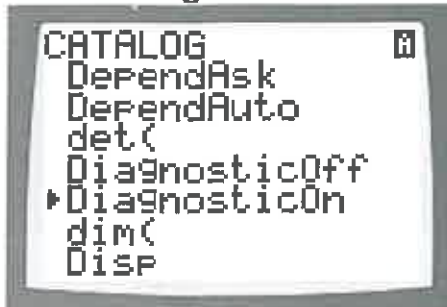 CATALOG A
DependAsk
DependAuto
det(
DiagnosticOff
▶DiagnosticOn
dim(
Disp